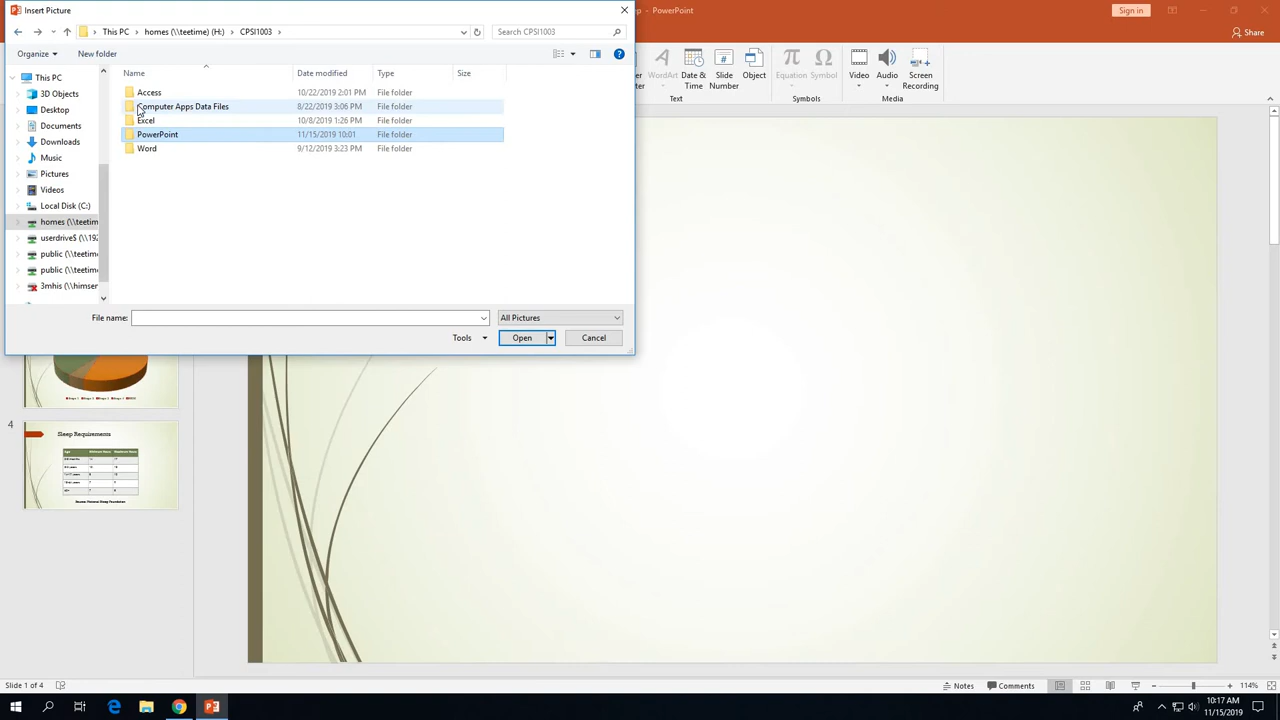 Insert Picture
ep - PowerPoint
Sign in
This PC > homes (\\teetime) (H:) > CPSI1003 >
Search CPSI1003
Share
Organize
New folder
WordArt
Date & Time
Slide Number
Object
Equation
Symbol
Video
Audio
Screen Recording
Text
Symbols
Media
This PC
3D Objects
Desktop
Documents
Downloads
Music
Pictures
Videos
Local Disk (C:)
homes (\\teetim
userdrive$ (\\192
public (\\teetime
public (\\teetime
3mhis (\\himser
Name Date modified Type Size
Access 10/22/2019 2:01 PM File folder
Computer Apps Data Files 8/22/2019 3:06 PM File folder
Excel 10/8/2019 1:26 PM File folder
PowerPoint 11/15/2019 10:01 File folder
Word 9/12/2019 3:23 PM File folder
File name:
All Pictures
Tools
Open
Cancel
4
Sleep Requirements
Slide 1 of 4
Notes
Comments
114%
10:17 AM
11/15/2019